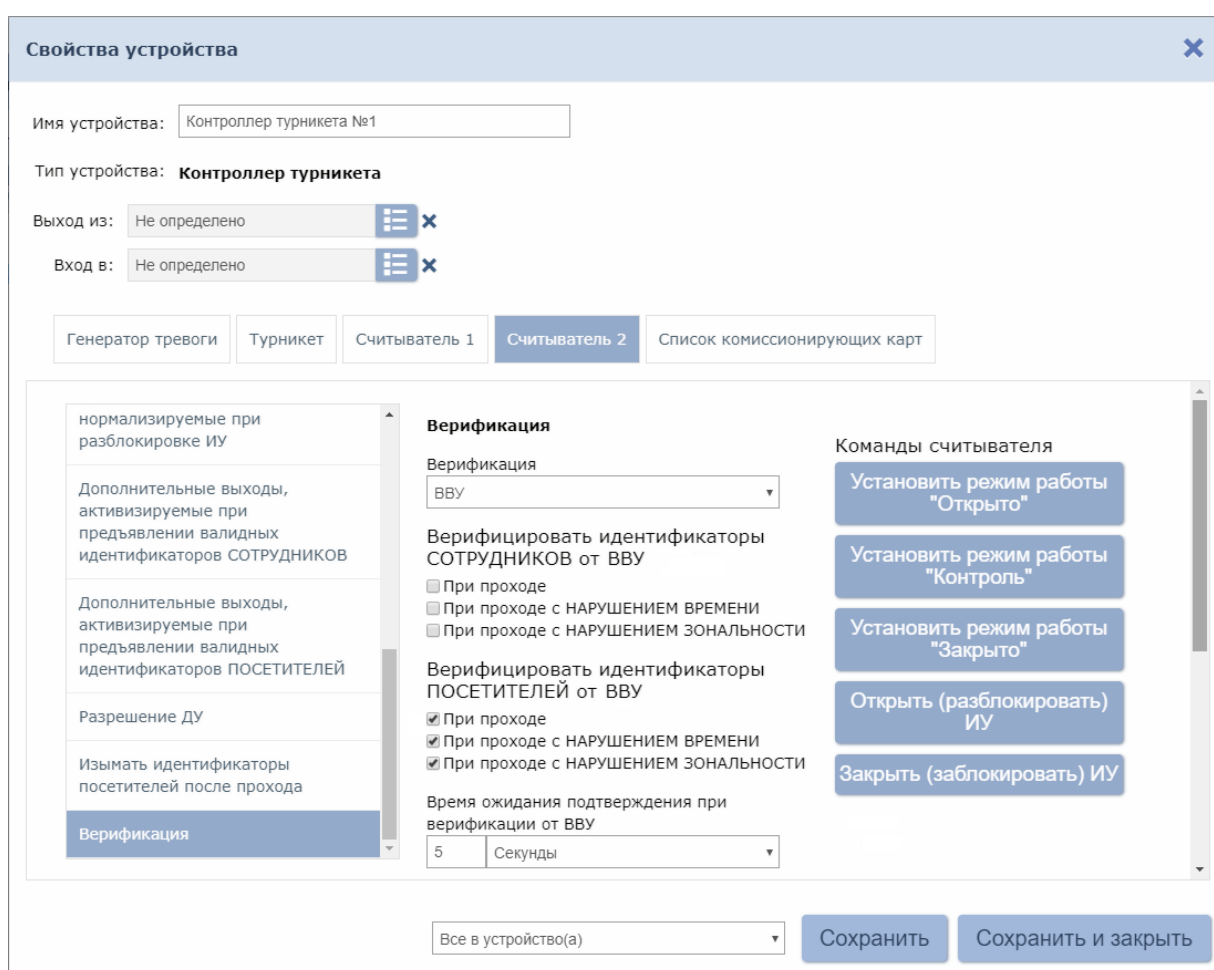 Свойства устройства
Имя устройства: Контроллер турникета №1
Тип устройства: Контроллер турникета
Выход из: Не определено
Вход в: Не определено
Генератор тревоги Турникет Считыватель 1 Считыватель 2 Список комиссионирующих карт
нормализируемые при
разблокировке ИУ
Дополнительные выходы,
активизируемые при
предъявлении валидных
идентификаторов СОТРУДНИКОВ
Дополнительные выходы,
активизируемые при
предъявлении валидных
идентификаторов ПОСЕТИТЕЛЕЙ
Разрешение ДУ
Изымать идентификаторы
посетителей после прохода
Верификация
Верификация
Верификация
ВВУ
Верифицировать идентификаторы
СОТРУДНИКОВ от ВВУ
При проходе
При проходе с НАРУШЕНИЕМ ВРЕМЕНИ
При проходе с НАРУШЕНИЕМ ЗОНАЛЬНОСТИ
Верифицировать идентификаторы
ПОСЕТИТЕЛЕЙ от ВВУ
При проходе
При проходе с НАРУШЕНИЕМ ВРЕМЕНИ
При проходе с НАРУШЕНИЕМ ЗОНАЛЬНОСТИ
Время ожидания подтверждения при
верификации от ВВУ
5 Секунды
Команды считывателя
Установить режим работы
"Открыто"
Установить режим работы
"Контроль"
Установить режим работы
"Закрыто"
Открыть (разблокировать)
ИУ
Закрыть (заблокировать) ИУ
Все в устройство(а)
Сохранить
Сохранить и закрыть